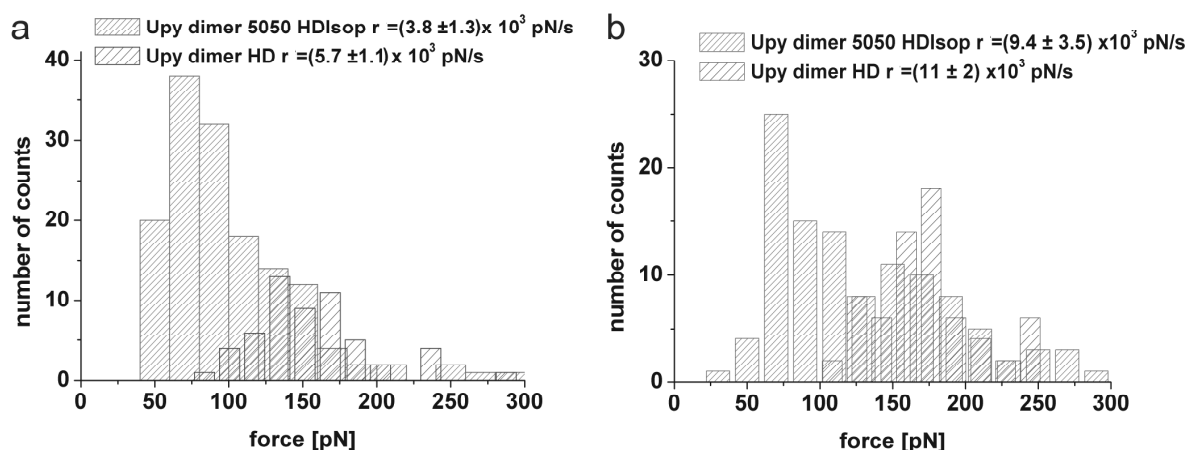 a
Upy dimer 5050 HDIsop r =(3.8 ±1.3)x 10³ pN/s
Upy dimer HD r =(5.7 ±1.1)x 10³ pN/s
40
30
20
10
0
number of counts
0 50 100 150 200 250 300
force [pN]
b
Upy dimer 5050 HDIsop r =(9.4 ± 3.5) x10³ pN/s
Upy dimer HD r =(11 ± 2) x10³ pN/s
30
20
10
0
number of counts
0 50 100 150 200 250 300
force [pN]